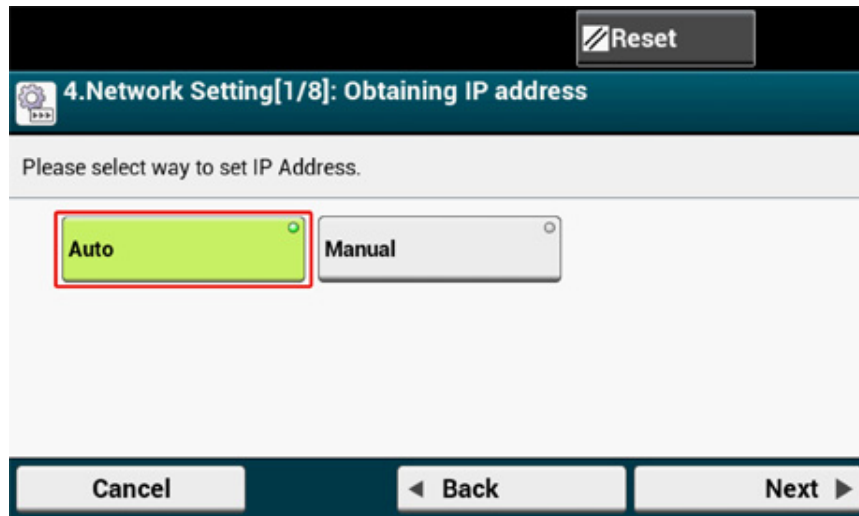 Reset
4.Network Setting[1/8]: Obtaining IP address
Please select way to set IP Address.
Auto
Manual
Cancel
Back
Next